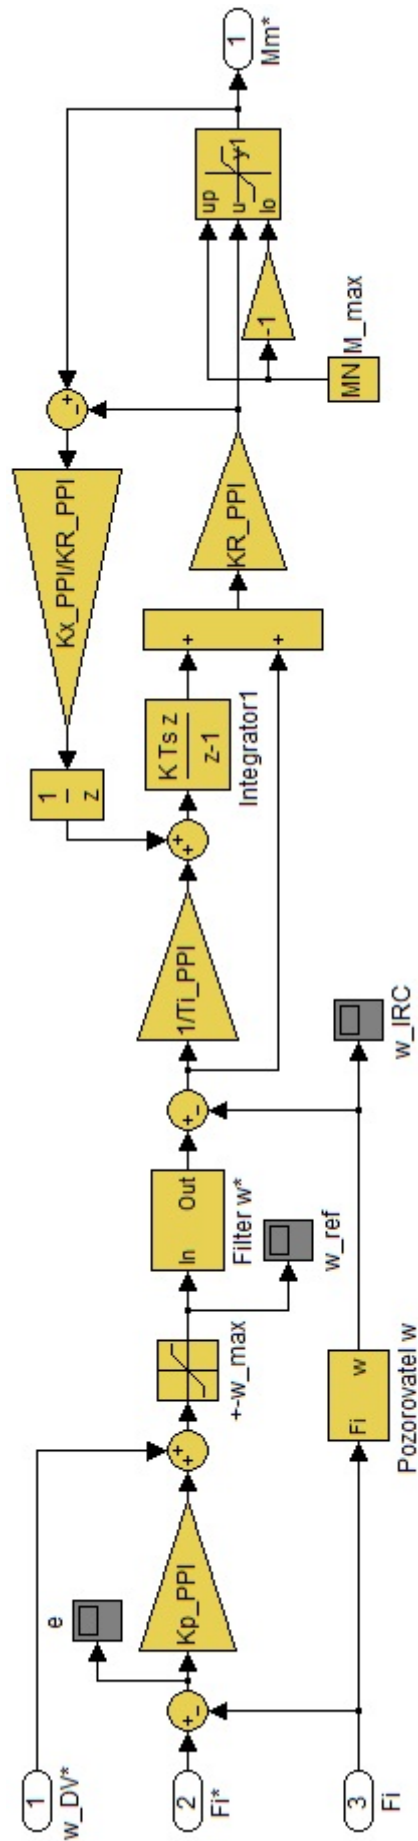 1
w_DV*
2
Fi*
3
Fi
+-
e
Kp_PPI
++
+-w_max
w_ref
In Out
Filter w*
Fi w
Pozorovatel w
+-
w_IRC
1/Ti_PPI
++
1
z
K Ts z
z-1
Integrator1
+
+
Kx_PPI/KR_PPI
KR_PPI
-+
MN
M_max
-1
up
u y1
lo
1
Mm*